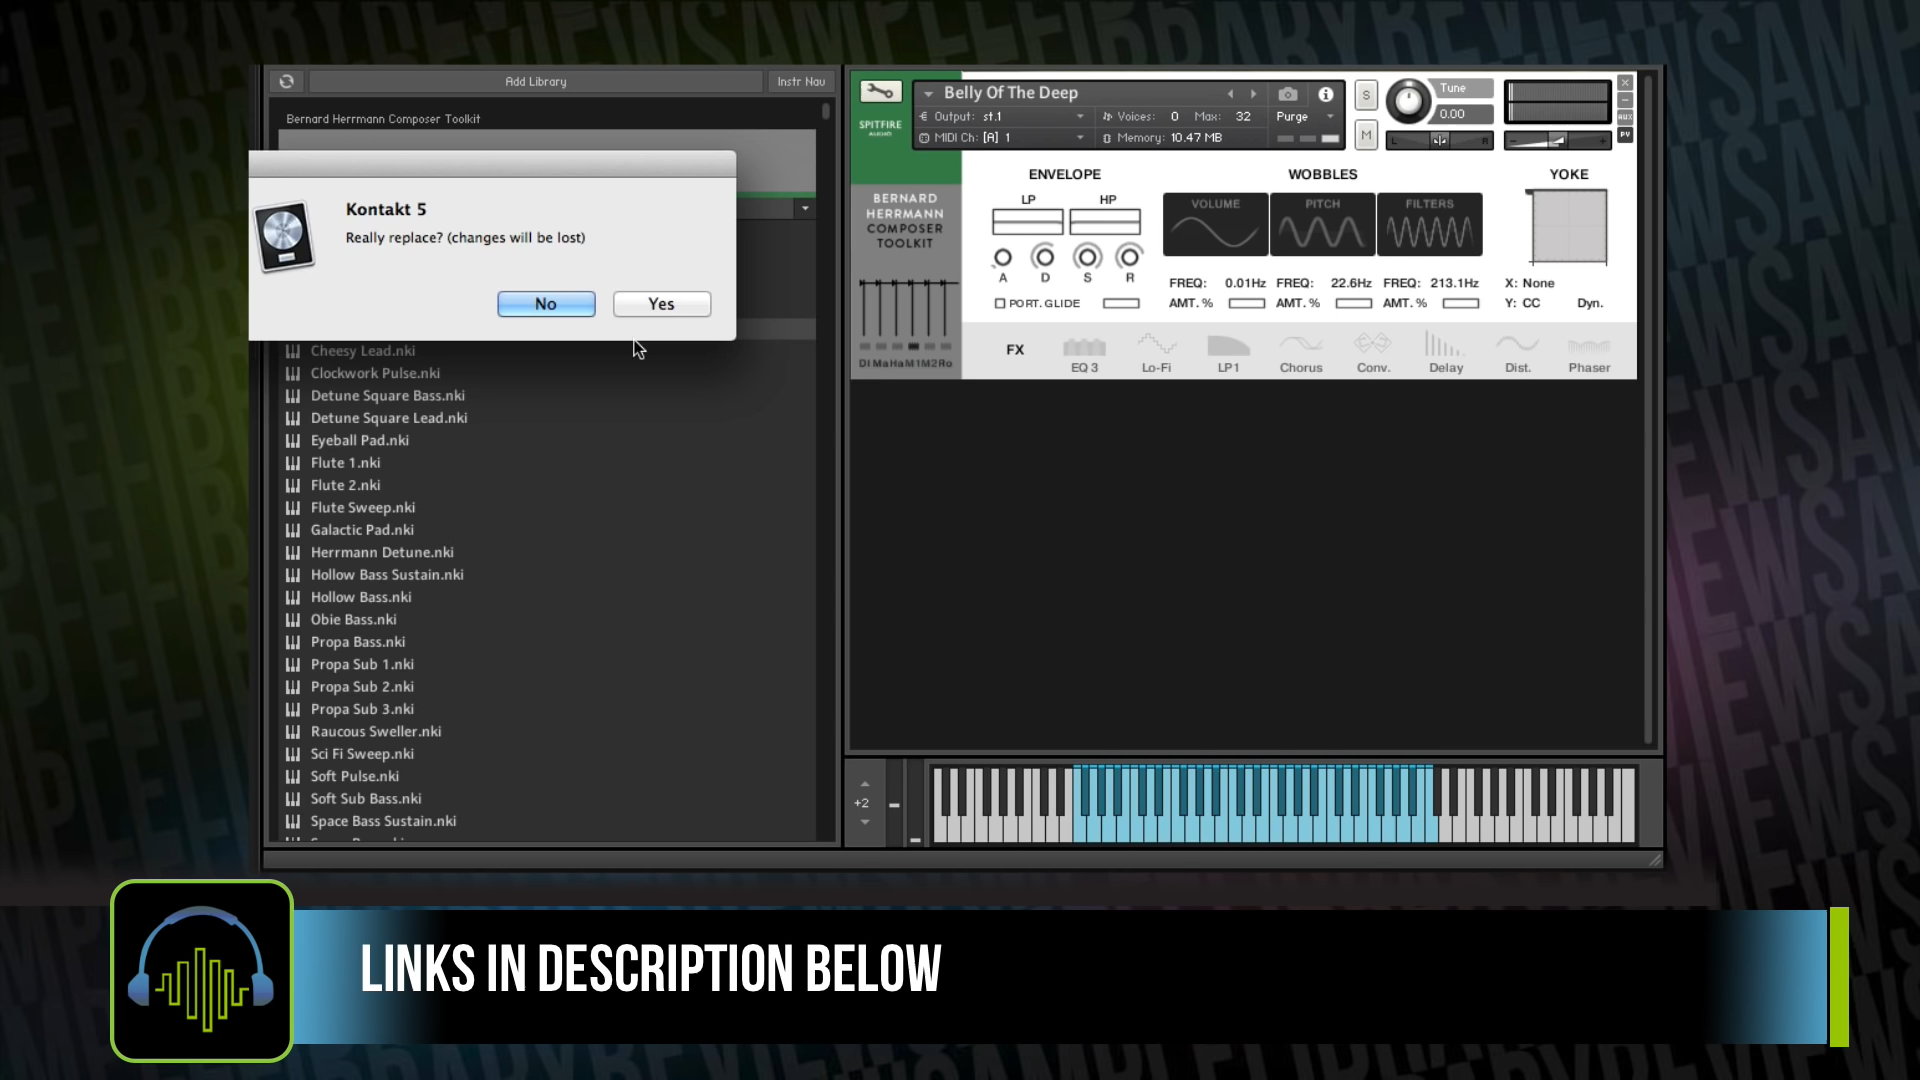 Add Library
Instr Nav
Bernard Herrmann Composer Toolkit
Kontakt 5
Really replace? (changes will be lost)
No
Yes
Cheesy Lead.nki
Clockwork Pulse.nki
Detune Square Bass.nki
Detune Square Lead.nki
Eyeball Pad.nki
Flute 1.nki
Flute 2.nki
Flute Sweep.nki
Galactic Pad.nki
Herrmann Detune.nki
Hollow Bass Sustain.nki
Hollow Bass.nki
Obie Bass.nki
Propa Bass.nki
Propa Sub 1.nki
Propa Sub 2.nki
Propa Sub 3.nki
Raucous Sweller.nki
Sci Fi Sweep.nki
Soft Pulse.nki
Soft Sub Bass.nki
Space Bass Sustain.nki
SPITFIRE
AUDIO
Belly Of The Deep
Output: st.1
Voices: 0 Max: 32
Purge
MIDI Ch: [A] 1
Memory: 10.47 MB
S
M
Tune
0.00
L R
AUX
PV
BERNARD
HERRMANN
COMPOSER
TOOLKIT
DIMaHaM1M2Ro
ENVELOPE
LP HP
A D S R
PORT. GLIDE
WOBBLES
VOLUME PITCH FILTERS
FREQ: 0.01Hz FREQ: 22.6Hz FREQ: 213.1Hz
AMT. % AMT. % AMT. %
YOKE
X: None
Y: CC Dyn.
FX
EQ 3 Lo-Fi LP1 Chorus Conv. Delay Dist. Phaser
+2
LINKS IN DESCRIPTION BELOW